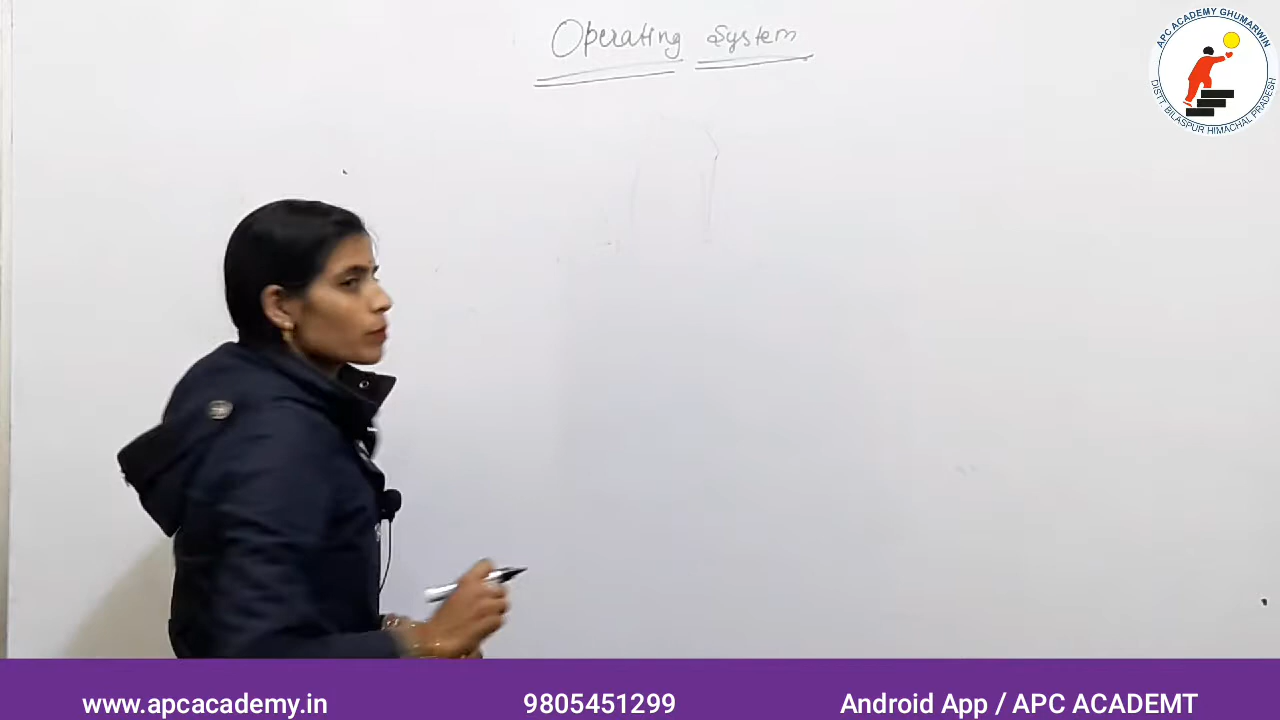 Operating System
APC ACADEMY GHUMARWIN
DISTT. BILASPUR HIMACHAL PRADESH
www.apcacademy.in 9805451299 Android App / APC ACADEMT